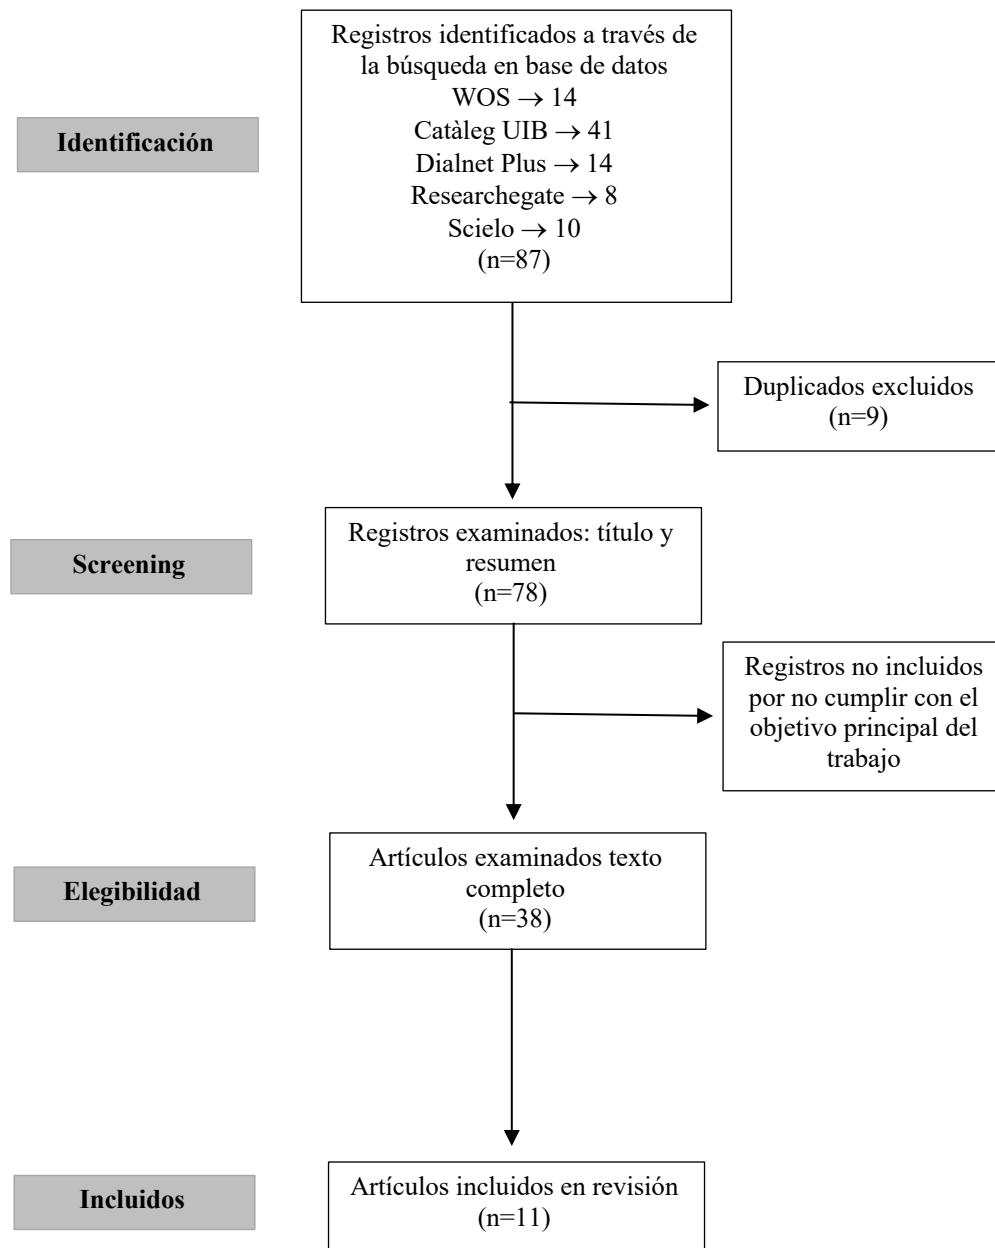 Registros identificados a través de
la búsqueda en base de datos
WOS → 14
Catàleg UIB → 41
Dialnet Plus → 14
Researchegate → 8
Scielo → 10
(n=87)
Identificación
Duplicados excluidos
(n=9)
Registros examinados: título y
resumen
(n=78)
Screening
Registros no incluidos
por no cumplir con el
objetivo principal del
trabajo
Artículos examinados texto
completo
(n=38)
Elegibilidad
Artículos incluidos en revisión
(n=11)
Incluidos